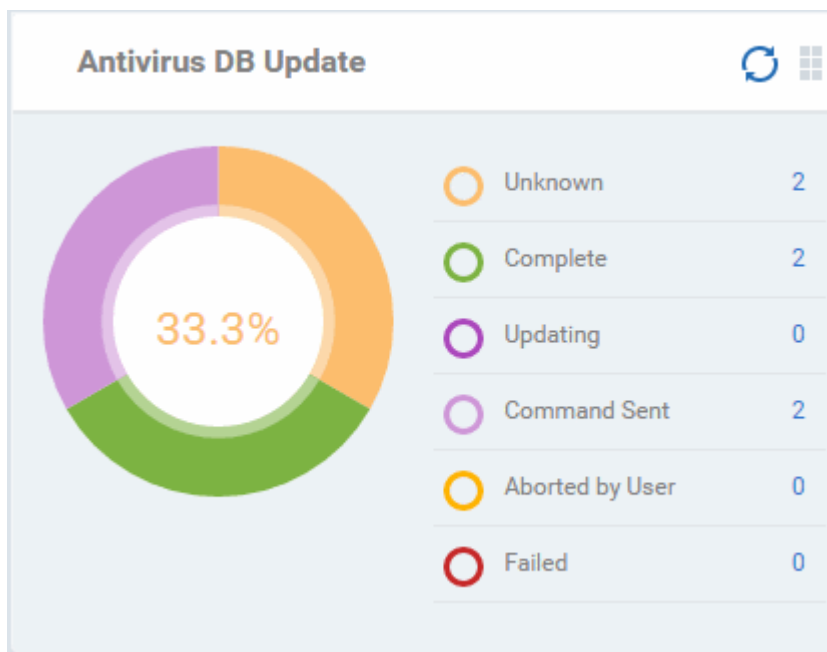 Antivirus DB Update
33.3%
Unknown 2
Complete 2
Updating 0
Command Sent 2
Aborted by User 0
Failed 0